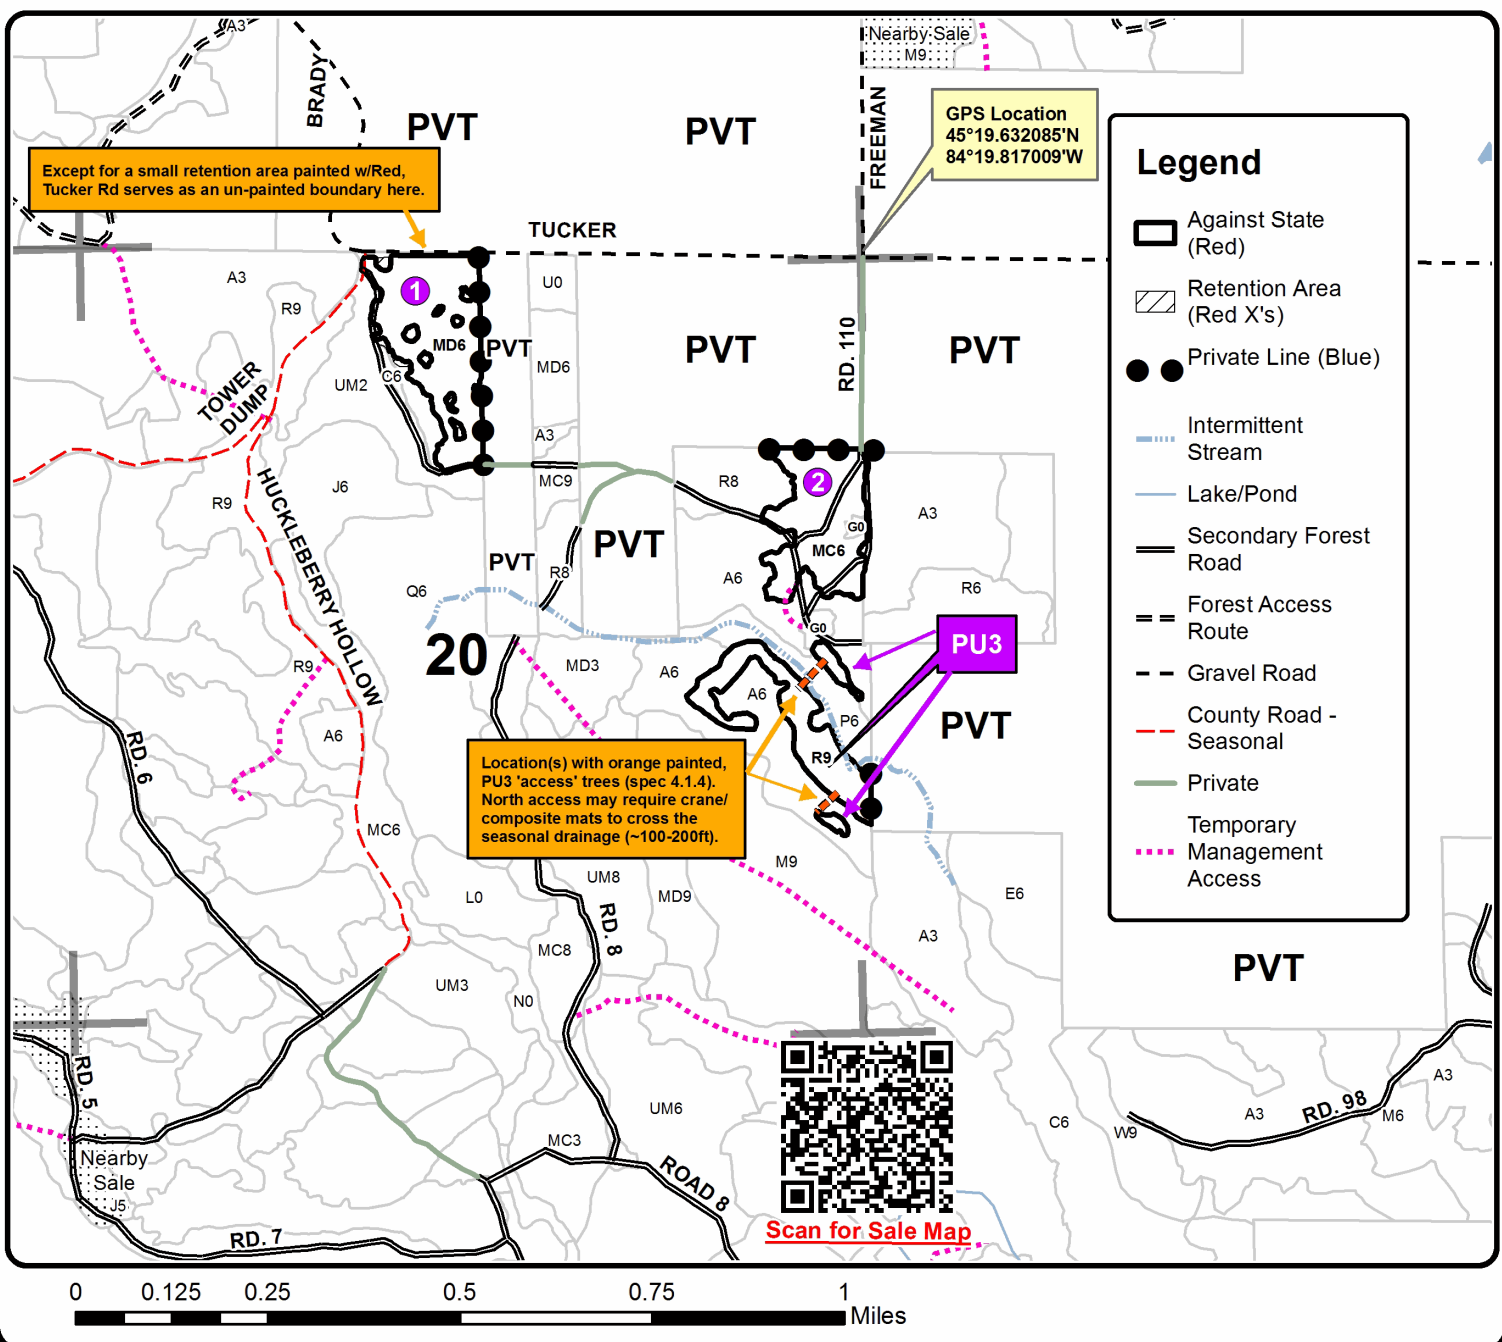 A3
Nearby Sale
M9
BRADY
PVT
PVT
FREEMAN
GPS Location
45°19.632085'N
84°19.817009'W
Except for a small retention area painted w/Red,
Tucker Rd serves as an un-painted boundary here.
TUCKER
A3
R9
1
MD6
PVT
U0
MD6
A3
UM2
C6
TOWER
DUMP
PVT
RD. 110
PVT
HUCKLEBERRY HOLLOW
R9
J6
MC9
R8
2
G0
MC6
A3
PVT
PVT
R8
Q6
A6
R6
G0
PU3
20
MD3
A6
A6
P6
PVT
R9
R9
A6
RD. 6
Location(s) with orange painted,
PU3 'access' trees (spec 4.1.4).
North access may require crane/
composite mats to cross the
seasonal drainage (~100-200ft).
MC6
M9
UM8
MD9
L0
RD. 8
E6
A3
MC8
UM3
N0
PVT
RD. 5
UM6
MC3
ROAD 8
Nearby
Sale
J5
RD. 7
C6
W9
A3
RD. 98
M6
A3
Scan for Sale Map
Legend
Against State
(Red)
Retention Area
(Red X's)
Private Line (Blue)
Intermittent
Stream
Lake/Pond
Secondary Forest
Road
Forest Access
Route
Gravel Road
County Road -
Seasonal
Private
Temporary
Management
Access
0 0.125 0.25 0.5 0.75 1
Miles